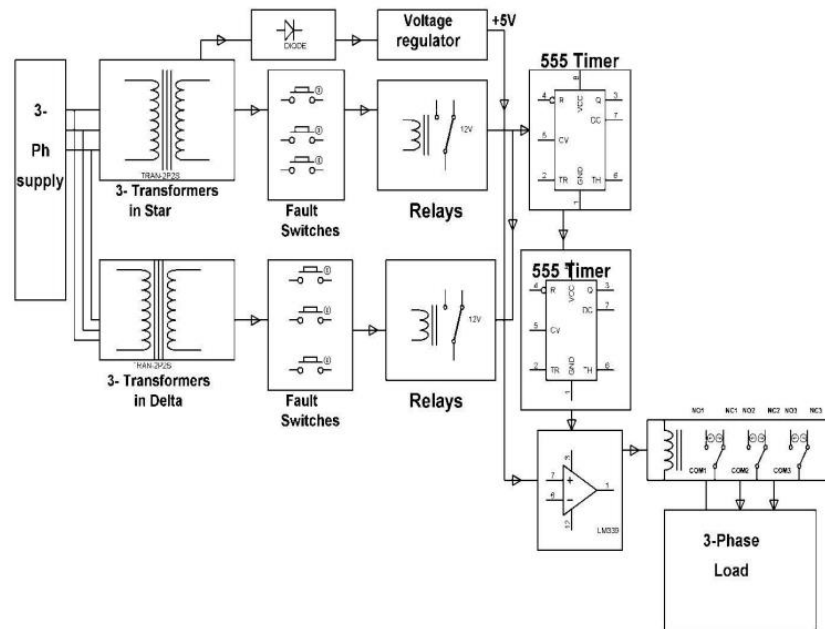 Voltage
regulator
+5V
DIODE
555 Timer
3-
Ph
supply
TRAN-2P2S
3- Transformers
in Star
Fault
Switches
12V
Relays
4 R VCC 8 Q 3
DC 7
5 CV
2 TR GND TH 6
1
555 Timer
4 R VCC Q 3
DC 7
5 CV
2 TR GND TH 6
1
TRAN-2P2S
3- Transformers
in Delta
Fault
Switches
12V
Relays
NO1 NC1 NO2 NC2 NO3 NC3
COM1 COM2 COM3
3
7 +
6 -
1
12
LM339
3-Phase
Load